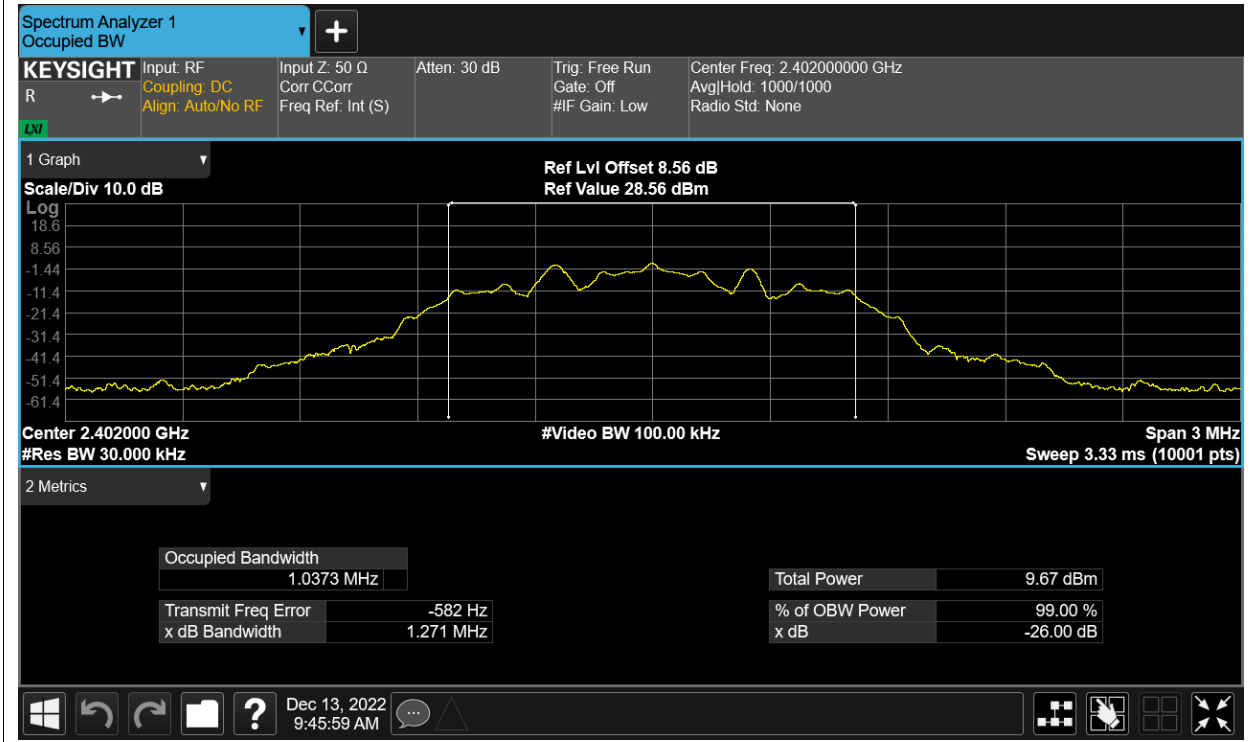 Spectrum Analyzer 1
Occupied BW
KEYSIGHT
R
LXI
Input: RF
Coupling: DC
Align: Auto/No RF
Input Z: 50 Ω
Corr CCorr
Freq Ref: Int (S)
Atten: 30 dB
Trig: Free Run
Gate: Off
#IF Gain: Low
Center Freq: 2.402000000 GHz
Avg|Hold: 1000/1000
Radio Std: None
1 Graph
Scale/Div 10.0 dB
Ref Lvl Offset 8.56 dB
Ref Value 28.56 dBm
Log
18.6
8.56
-1.44
-11.4
-21.4
-31.4
-41.4
-51.4
-61.4
Center 2.402000 GHz
#Video BW 100.00 kHz
Span 3 MHz
#Res BW 30.000 kHz
Sweep 3.33 ms (10001 pts)
2 Metrics
Occupied Bandwidth
1.0373 MHz
Total Power 9.67 dBm
Transmit Freq Error -582 Hz
% of OBW Power 99.00 %
x dB Bandwidth 1.271 MHz
x dB -26.00 dB
?
Dec 13, 2022
9:45:59 AM